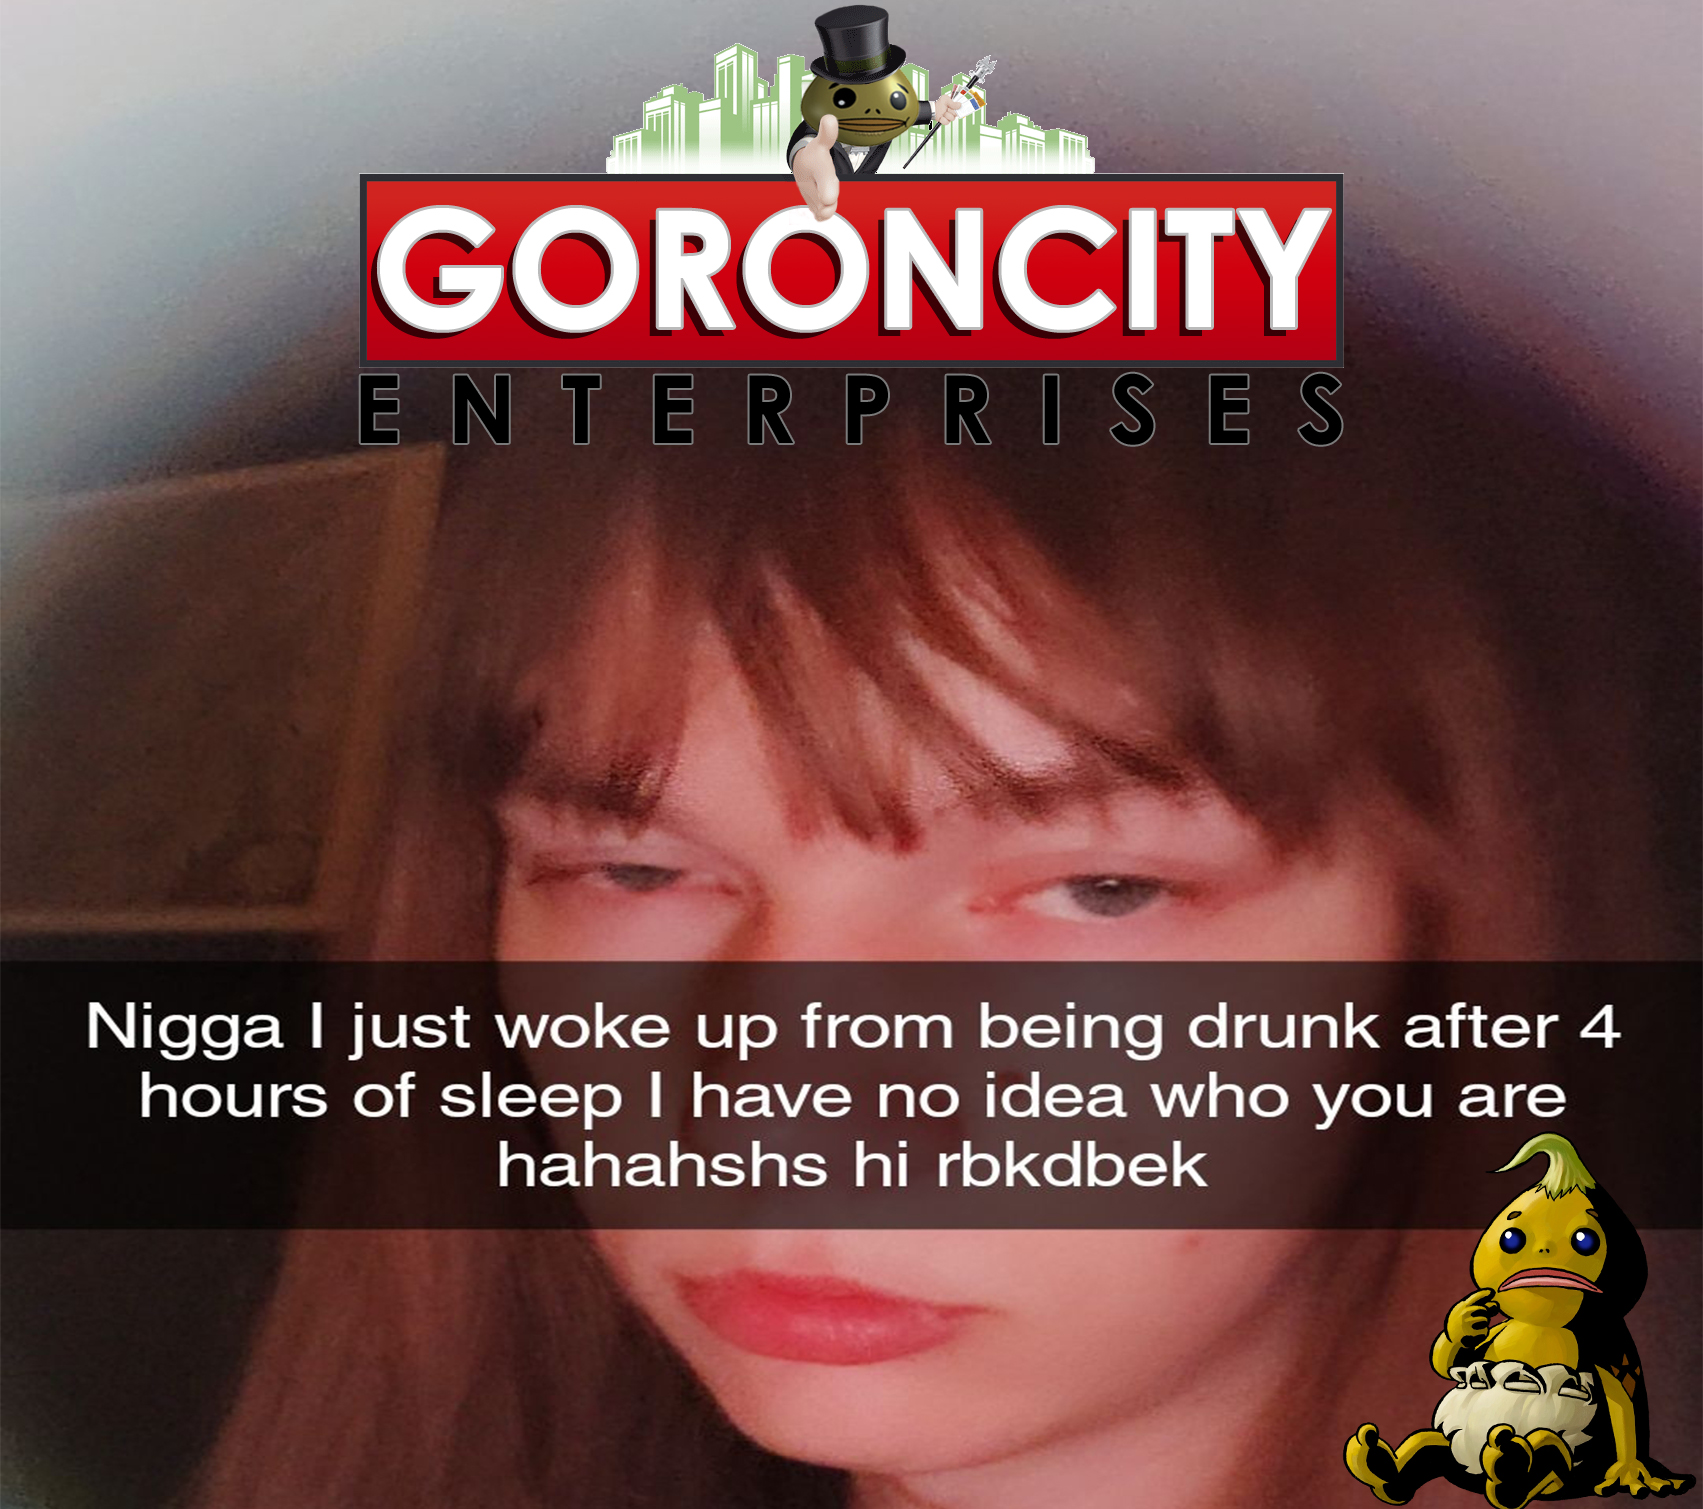 GORONCITY
ENTERPRISES
Nigga I just woke up from being drunk after 4
hours of sleep I have no idea who you are
hahahshs hi rbkdbek